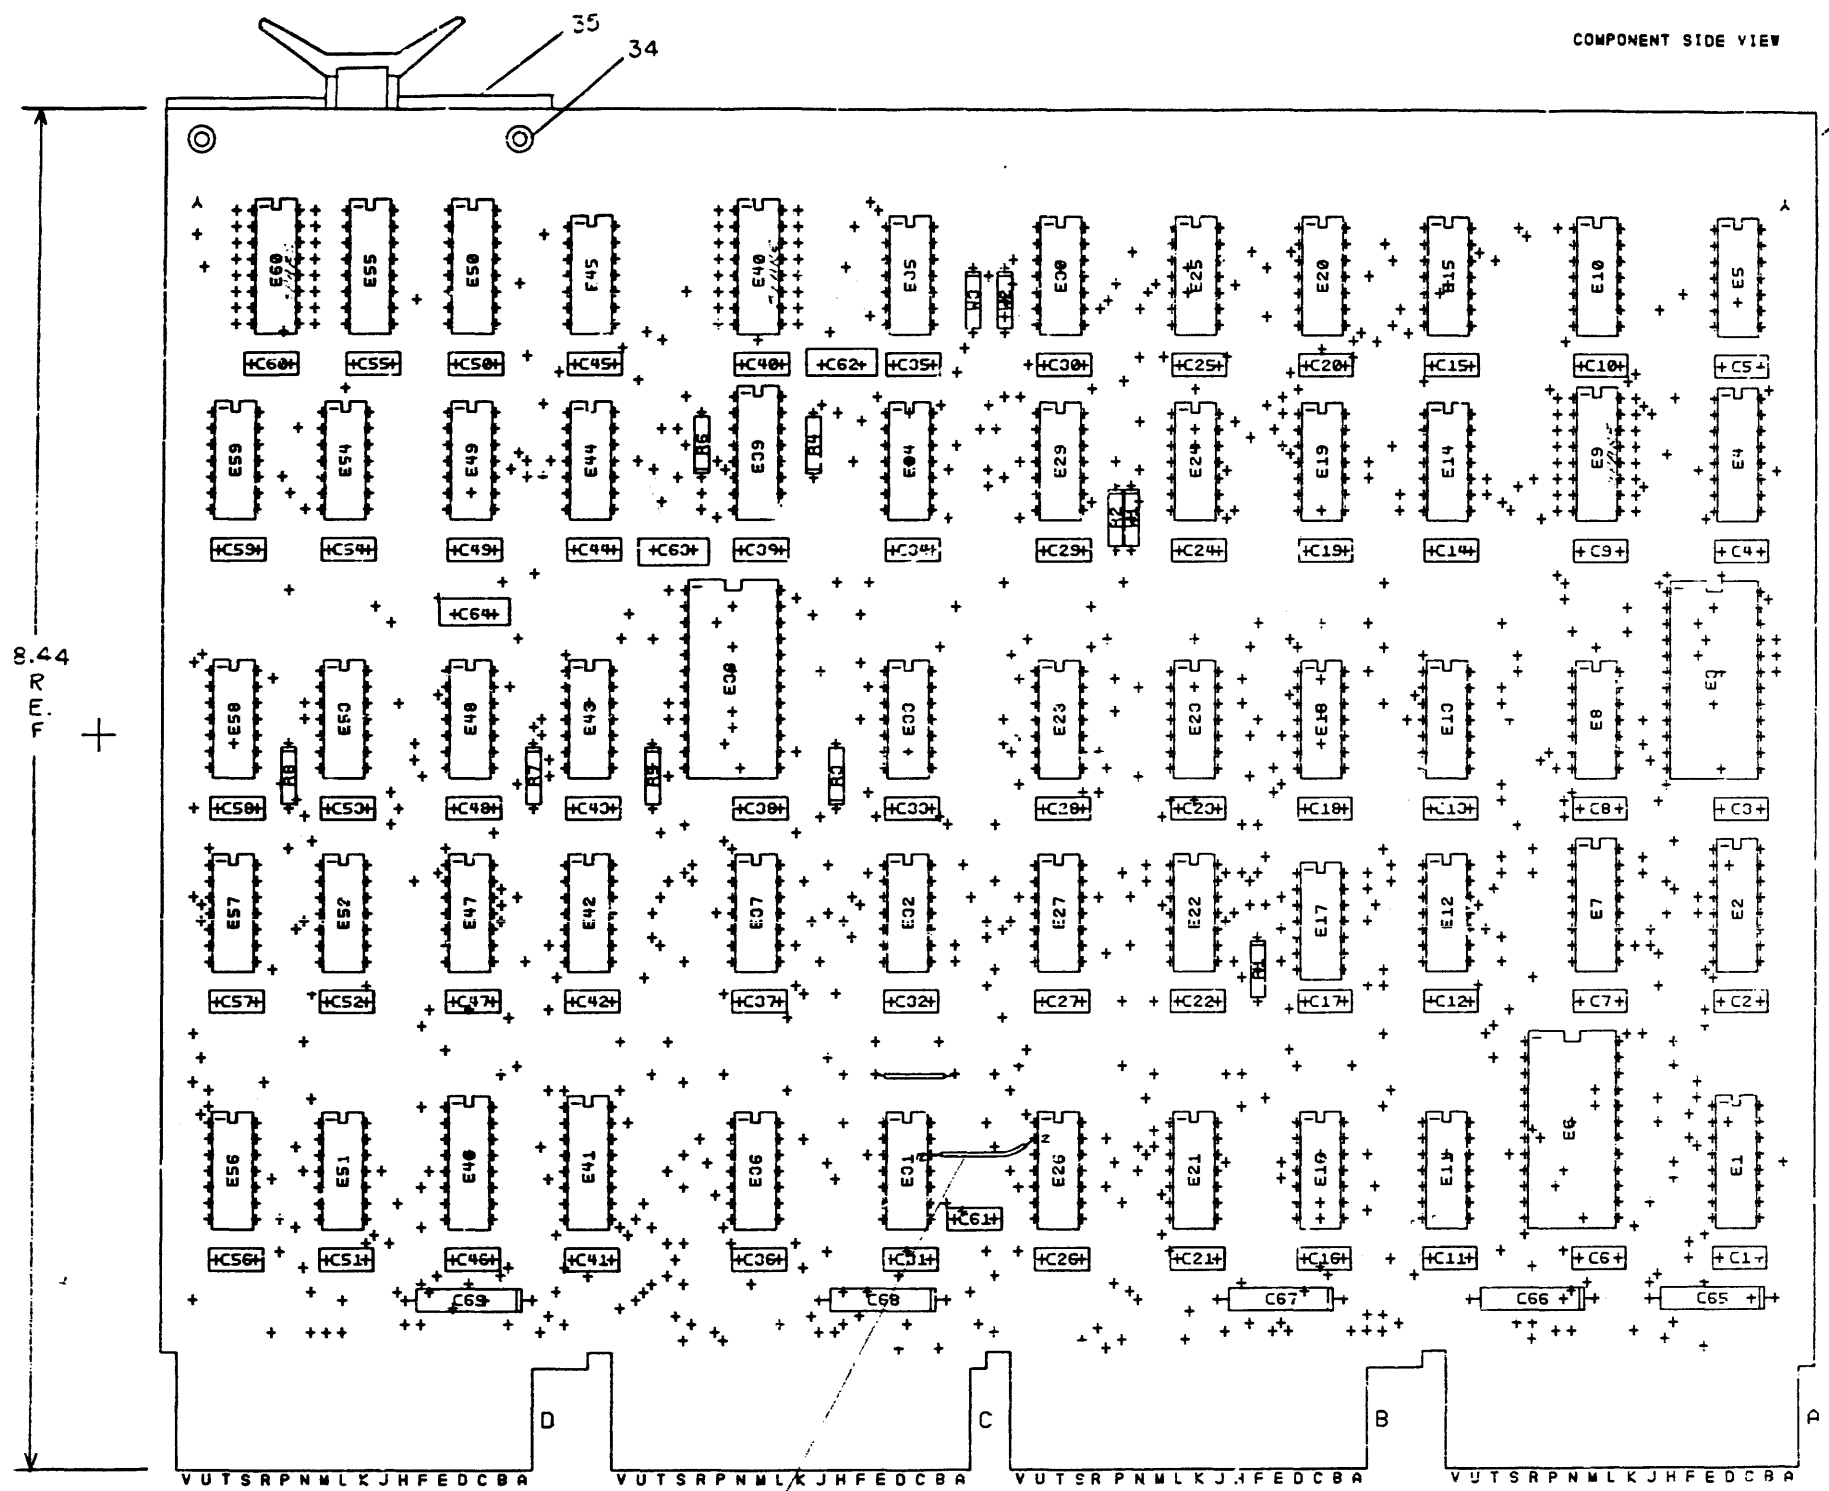 COMPONENT SIDE VIEW
35
34
E60 E55 E50 E45 E40 E35 E30 E25 E20 E15 E10 E5
C60 C55 C50 C45 C40 C62 C35 C30 C25 C20 C15 C10 C5
E59 E54 E49 E44 R6 E39 R4 E34 E29 R2 E24 E19 E14 E9 E4
C59 C54 C49 C44 C63 C39 C34 C29 C24 C19 C14 C9 C4
C64
8.44
R
E
F
E58 E53 E48 E43 E38 E33 E23 E18 E13 E8 E3
R8 R7 R5 R3
C58 C53 C48 C43 C38 C33 C28 C23 C18 C13 C8 C3
E57 E52 E47 E42 E37 E32 E27 E22 E17 E12 E7 E2
R1
C57 C52 C47 C42 C37 C32 C27 C22 C17 C12 C7 C2
E56 E51 E46 E41 E36 E31 2 E26 E21 E16 E11 E6 E1
C61
C56 C51 C46 C41 C36 C31 C26 C21 C16 C11 C6 C1
C69 C68 C67 C66 C65
D C B A
V U T S R P N M L K J H F E D C B A V U T S R P N M L K J H F E D C B A V U T S R P N M L K J H F E D C B A V U T S R P N M L K J H F E D C B A